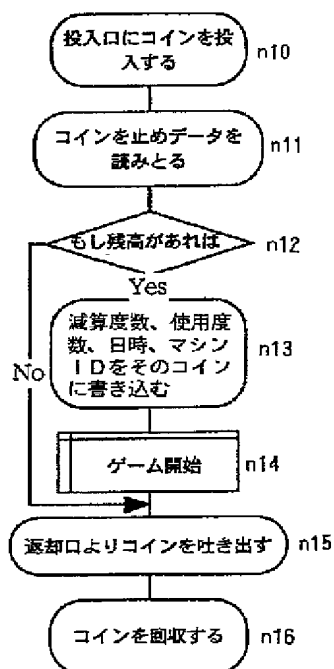 投入口にコインを投
入する
n10
コインを止めデータを
読みとる
n11
もし残高があれば
n12
Yes
減算度数、使用度
数、日時、マシン
IDをそのコイン
に書き込む
n13
No
ゲーム開始
n14
返却口よりコインを吐き出す
n15
コインを回収する
n16